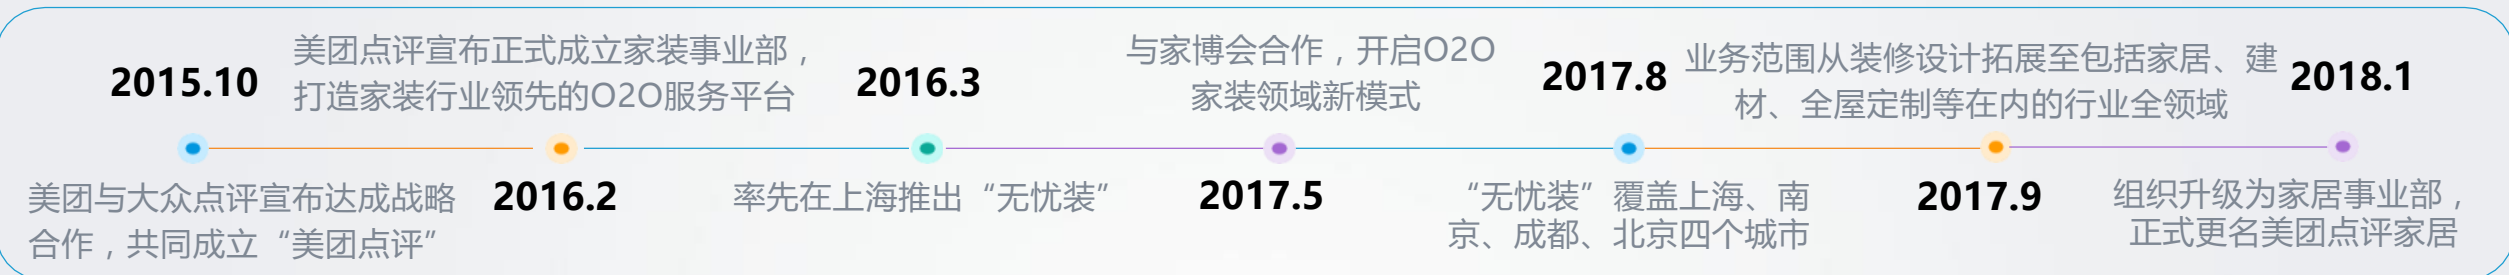 2015.10
美团与大众点评宣布达成战略
合作，共同成立“美团点评”
美团点评宣布正式成立家装事业部，
打造家装行业领先的O2O服务平台
2016.2
2016.3
率先在上海推出“无忧装”
与家博会合作，开启O2O
家装领域新模式
2017.5
2017.8
“无忧装”覆盖上海、南
京、成都、北京四个城市
业务范围从装修设计拓展至包括家居、建
材、全屋定制等在内的行业全领域
2017.9
2018.1
组织升级为家居事业部，
正式更名美团点评家居